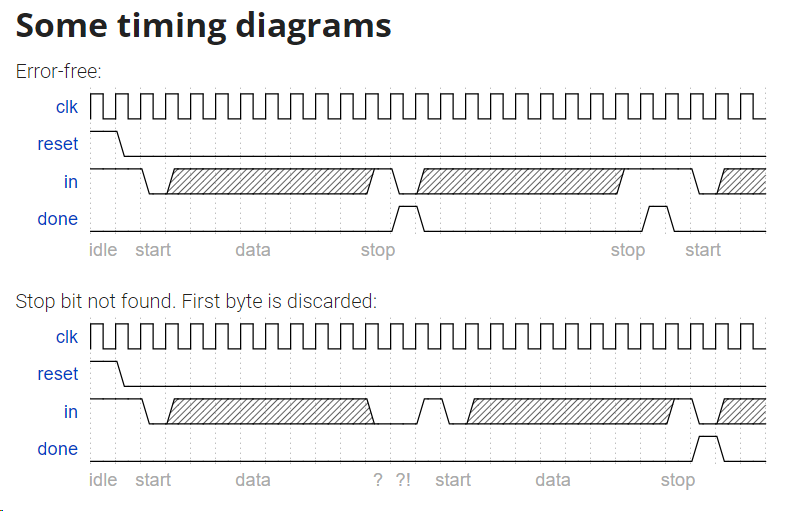 Some timing diagrams
Error-free:
clk
reset
in
done
idle start data stop stop start
Stop bit not found. First byte is discarded:
clk
reset
in
done
idle start data ? ?! start data stop